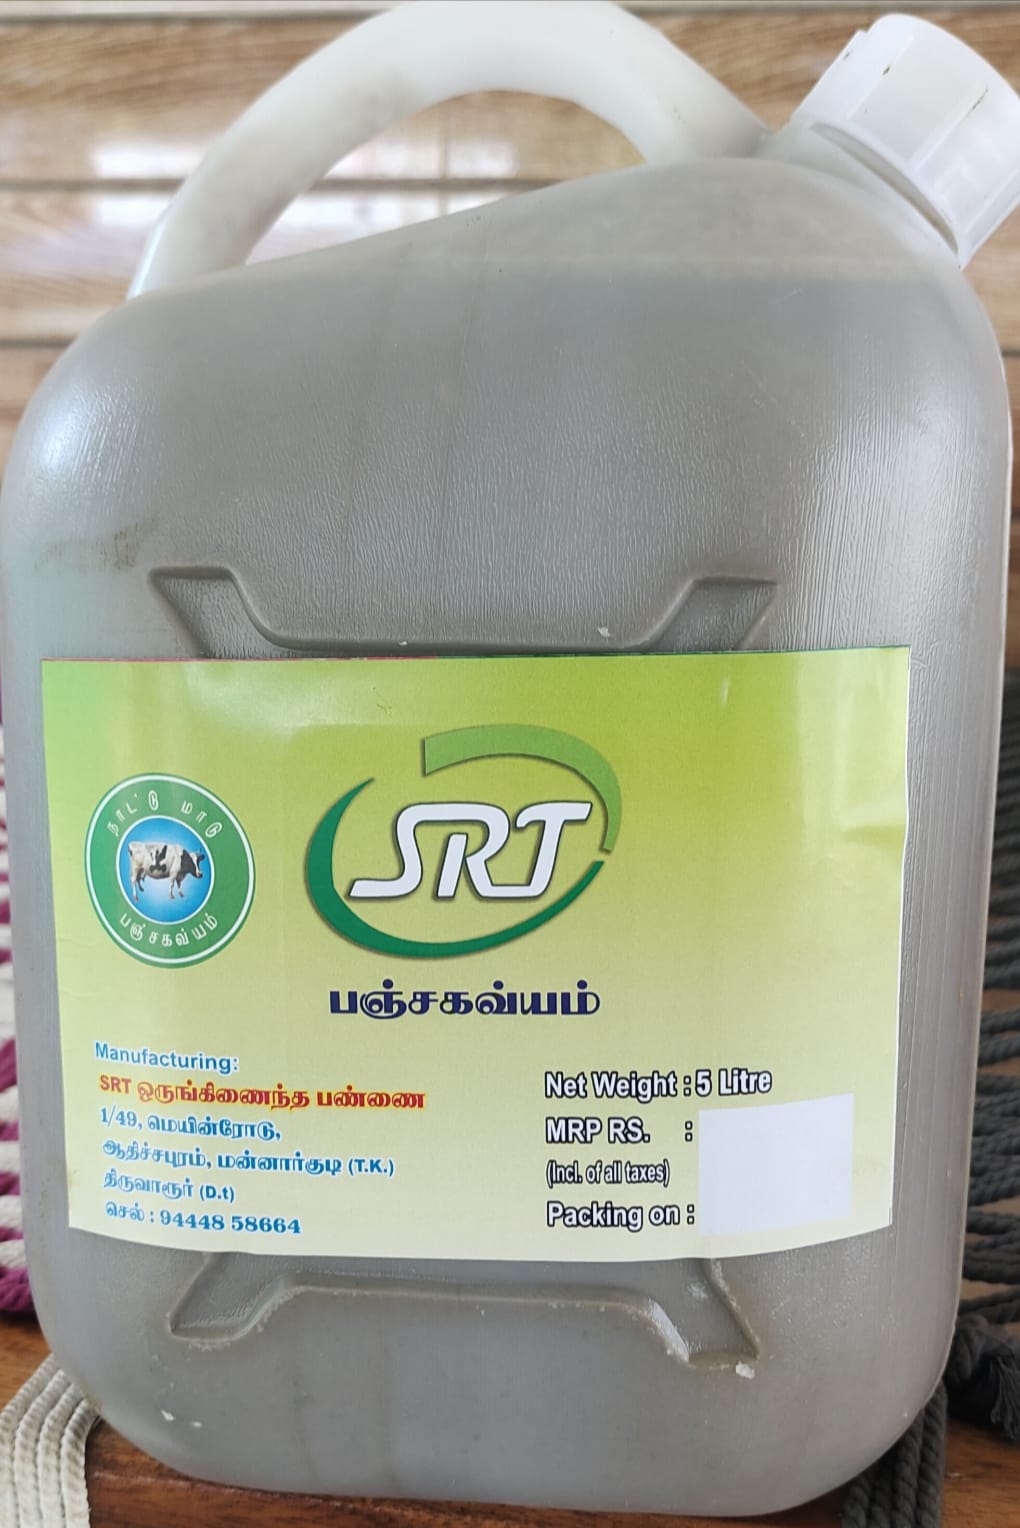 நாட்டு மாடு
பஞ்சகவ்யம்
SRT
பஞ்சகவ்யம்
Manufacturing:
SRT ஒருங்கிணைந்த பண்ணை
1/49, மெயின்ரோடு,
ஆதிச்சபுரம், மன்னார்குடி (T.K.)
திருவாரூர் (D.t)
செல் : 94448 58664
Net Weight : 5 Litre
MRP RS. :
(Incl. of all taxes)
Packing on :